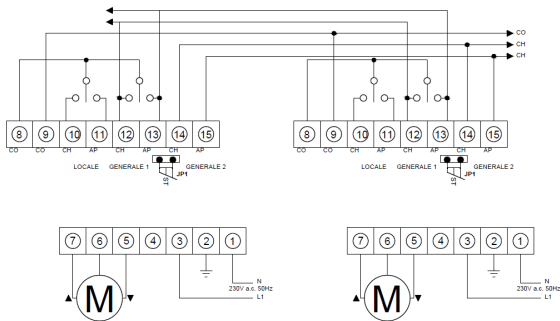 CO
CH
CH
8 9 10 11 12 13 14 15
CO CO CH AP CH AP CH AP
LOCALE GENERALE 1 GENERALE 2
ST JP1
8 9 10 11 12 13 14 15
CO CO CH AP CH AP CH AP
LOCALE GENERALE 1 GENERALE 2
ST JP1
7 6 5 4 3 2 1
M
N
230V a.c. 50Hz
L1
7 6 5 4 3 2 1
M
N
230V a.c. 50Hz
L1